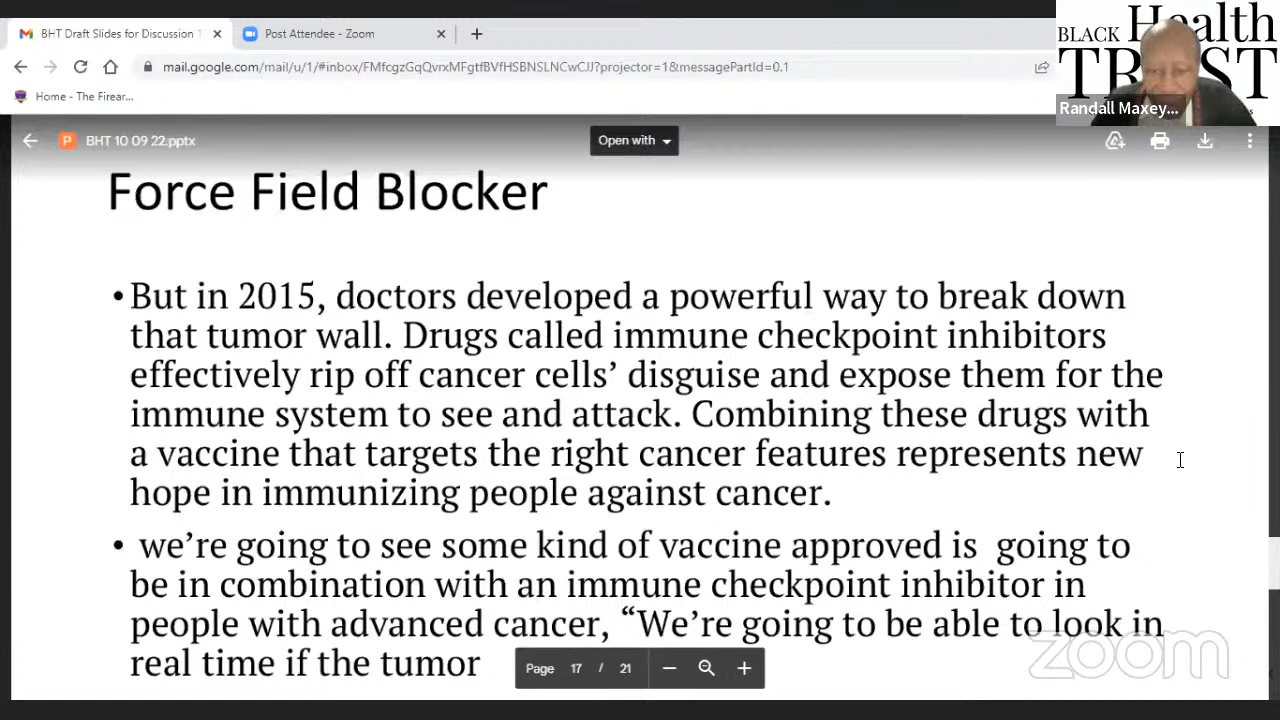 BHT Draft Slides for Discussion T
Post Attendee - Zoom
mail.google.com/mail/u/1/#inbox/FMfcgzGqQvrxMFgtfBVfHSBNSLNCwCJJ?projector=1&messagePartId=0.1
Home - The Firear...
BLACK Health
TRUST
Randall Maxey...
P BHT 10 09 22.pptx
Open with
Force Field Blocker
• But in 2015, doctors developed a powerful way to break down
that tumor wall. Drugs called immune checkpoint inhibitors
effectively rip off cancer cells’ disguise and expose them for the
immune system to see and attack. Combining these drugs with
a vaccine that targets the right cancer features represents new
hope in immunizing people against cancer.
• we’re going to see some kind of vaccine approved is going to
be in combination with an immune checkpoint inhibitor in
people with advanced cancer, “We’re going to be able to look in
real time if the tumor
Page 17 / 21
zoom